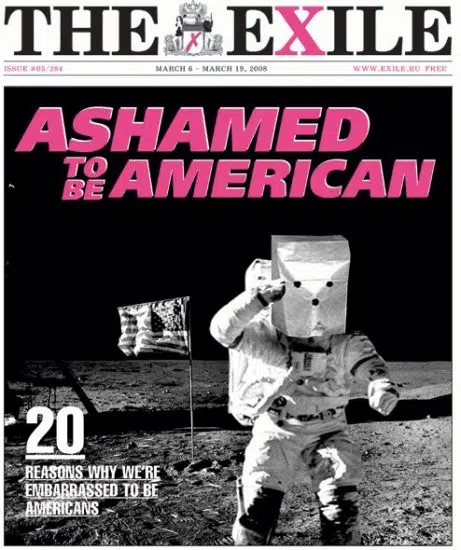 THE EXILE
ISSUE #05/284 MARCH 6 – MARCH 19, 2008 WWW.EXILE.RU FREE
ASHAMED
TO
BE AMERICAN
20
REASONS WHY WE'RE
EMBARRASSED TO BE
AMERICANS